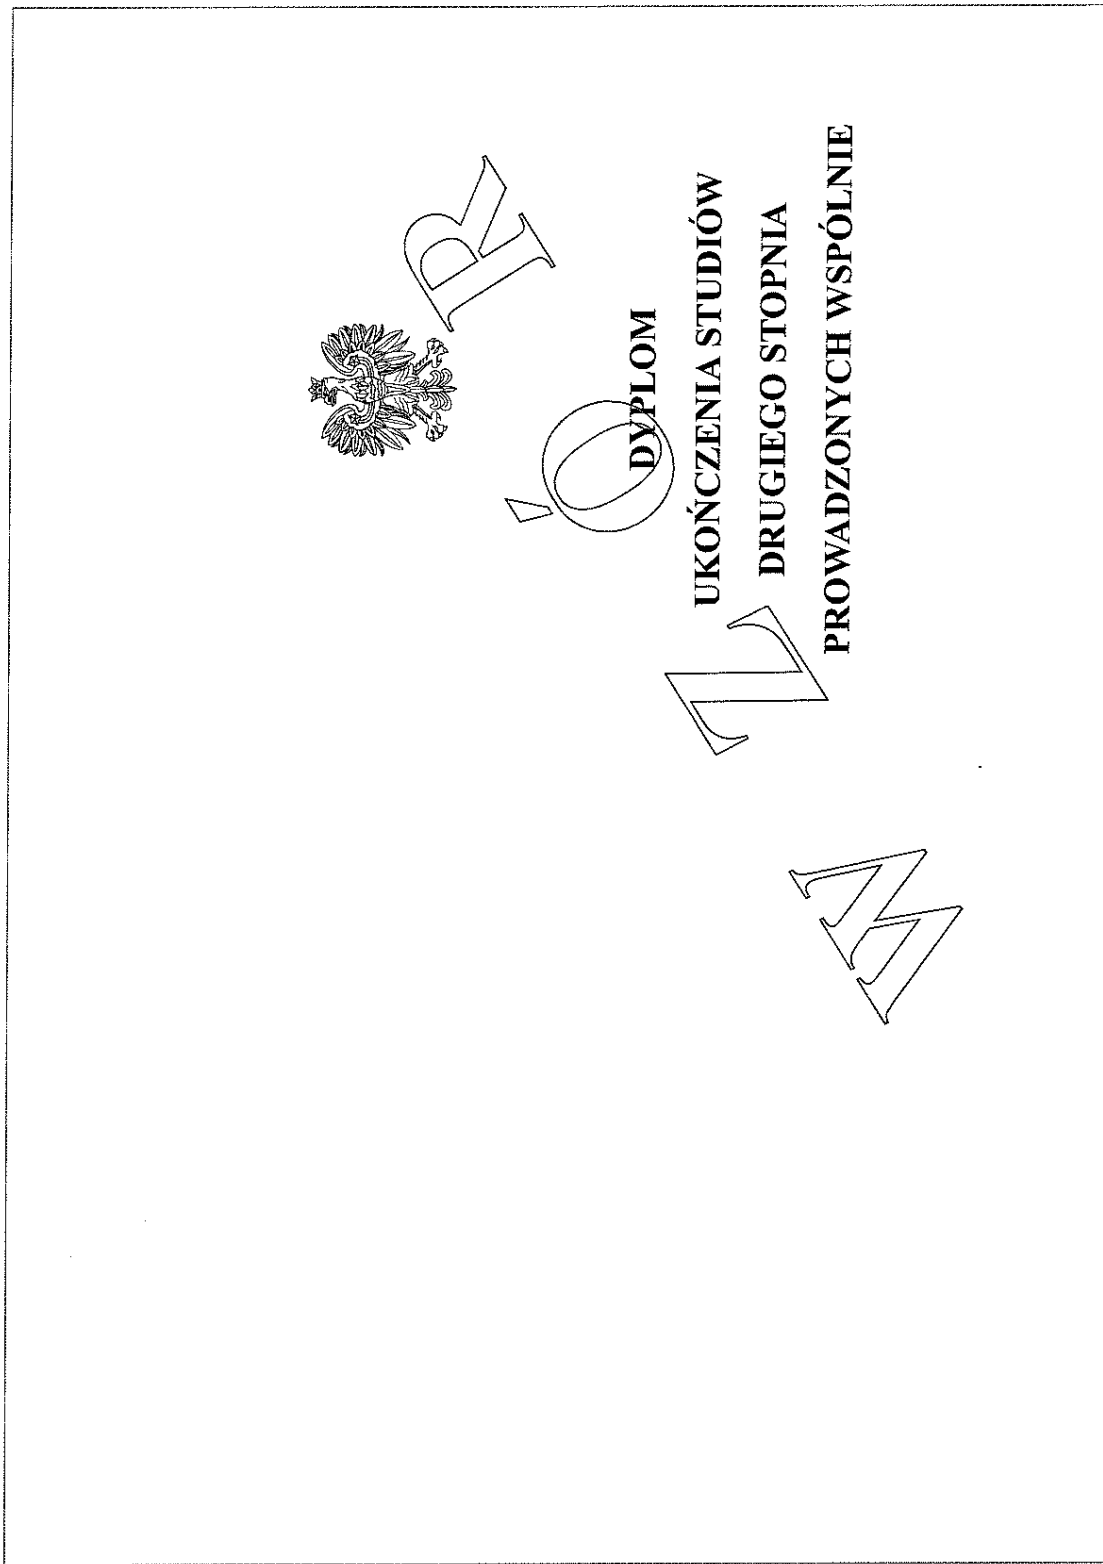 WZÓR
DYPLOM
UKOŃCZENIA STUDIÓW
DRUGIEGO STOPNIA
PROWADZONYCH WSPÓLNIE